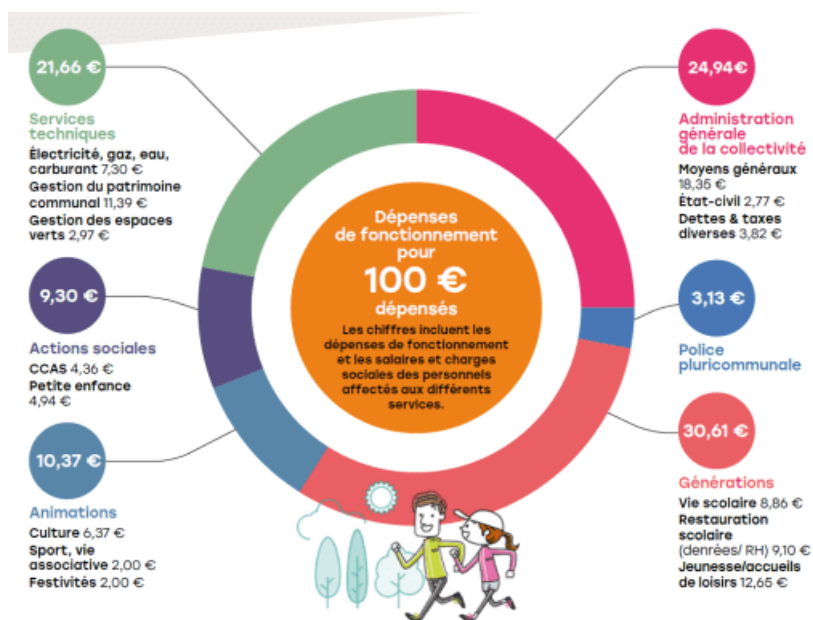 21,66 €
Services
techniques
Électricité, gaz, eau,
carburant 7,30 €
Gestion du patrimoine
communal 11,39 €
Gestion des espaces
verts 2,97 €
9,30 €
Actions sociales
CCAS 4,36 €
Petite enfance
4,94 €
10,37 €
Animations
Culture 6,37 €
Sport, vie
associative 2,00 €
Festivités 2,00 €
Dépenses
de fonctionnement
pour
100 €
dépensés
Les chiffres incluent les
dépenses de fonctionnement
et les salaires et charges
sociales des personnels
affectés aux différents
services.
24,94€
Administration
générale
de la collectivité
Moyens généraux
18,35 €
État-civil 2,77 €
Dettes & taxes
diverses 3,82 €
3,13 €
Police
pluricommunale
30,61 €
Générations
Vie scolaire 8,86 €
Restauration
scolaire
(denrées/ RH) 9,10 €
Jeunesse/accueils
de loisirs 12,65 €